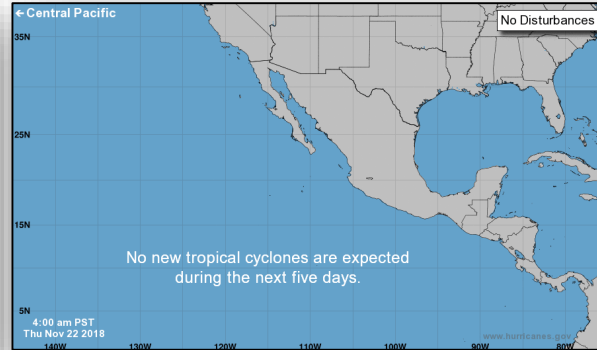 ← Central Pacific
No Disturbances
35N
25N
15N
No new tropical cyclones are expected
during the next five days.
5N
4:00 am PST
Thu Nov 22 2018
www.hurricanes.gov
140W 130W 120W 110W 100W 90W 80W